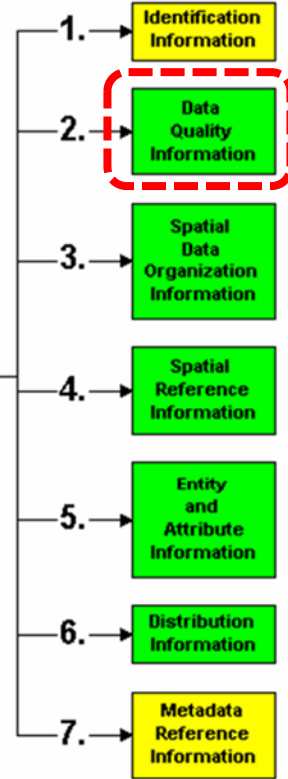 1.
Identification
Information
2.
Data
Quality
Information
3.
Spatial
Data
Organization
Information
4.
Spatial
Reference
Information
5.
Entity
and
Attribute
Information
6.
Distribution
Information
7.
Metadata
Reference
Information